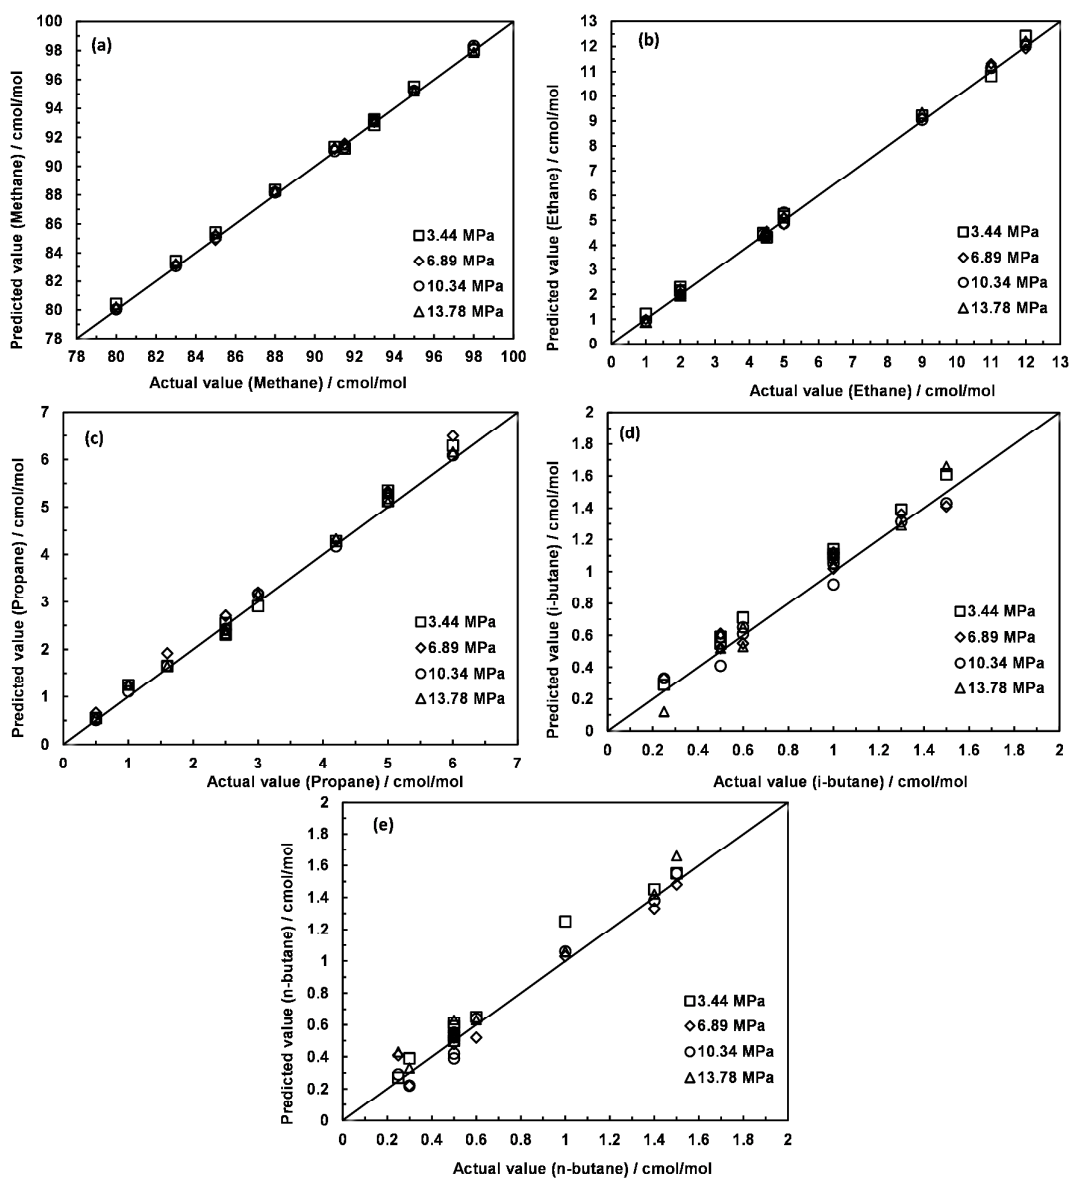 (a)
Predicted value (Methane) / cmol/mol
100
98
96
94
92
90
88
86
84
82
80
78
3.44 MPa
6.89 MPa
10.34 MPa
13.78 MPa
78 80 82 84 86 88 90 92 94 96 98 100
Actual value (Methane) / cmol/mol
(b)
Predicted value (Ethane) / cmol/mol
13
12
11
10
9
8
7
6
5
4
3
2
1
0
3.44 MPa
6.89 MPa
10.34 MPa
13.78 MPa
0 1 2 3 4 5 6 7 8 9 10 11 12 13
Actual value (Ethane) / cmol/mol
(c)
Predicted value (Propane) / cmol/mol
7
6
5
4
3
2
1
0
3.44 MPa
6.89 MPa
10.34 MPa
13.78 MPa
0 1 2 3 4 5 6 7
Actual value (Propane) / cmol/mol
(d)
Predicted value (i-butane) / cmol/mol
2
1.8
1.6
1.4
1.2
1
0.8
0.6
0.4
0.2
0
3.44 MPa
6.89 MPa
10.34 MPa
13.78 MPa
0 0.2 0.4 0.6 0.8 1 1.2 1.4 1.6 1.8 2
Actual value (i-butane) / cmol/mol
(e)
Predicted value (n-butane) / cmol/mol
2
1.8
1.6
1.4
1.2
1
0.8
0.6
0.4
0.2
0
3.44 MPa
6.89 MPa
10.34 MPa
13.78 MPa
0 0.2 0.4 0.6 0.8 1 1.2 1.4 1.6 1.8 2
Actual value (n-butane) / cmol/mol